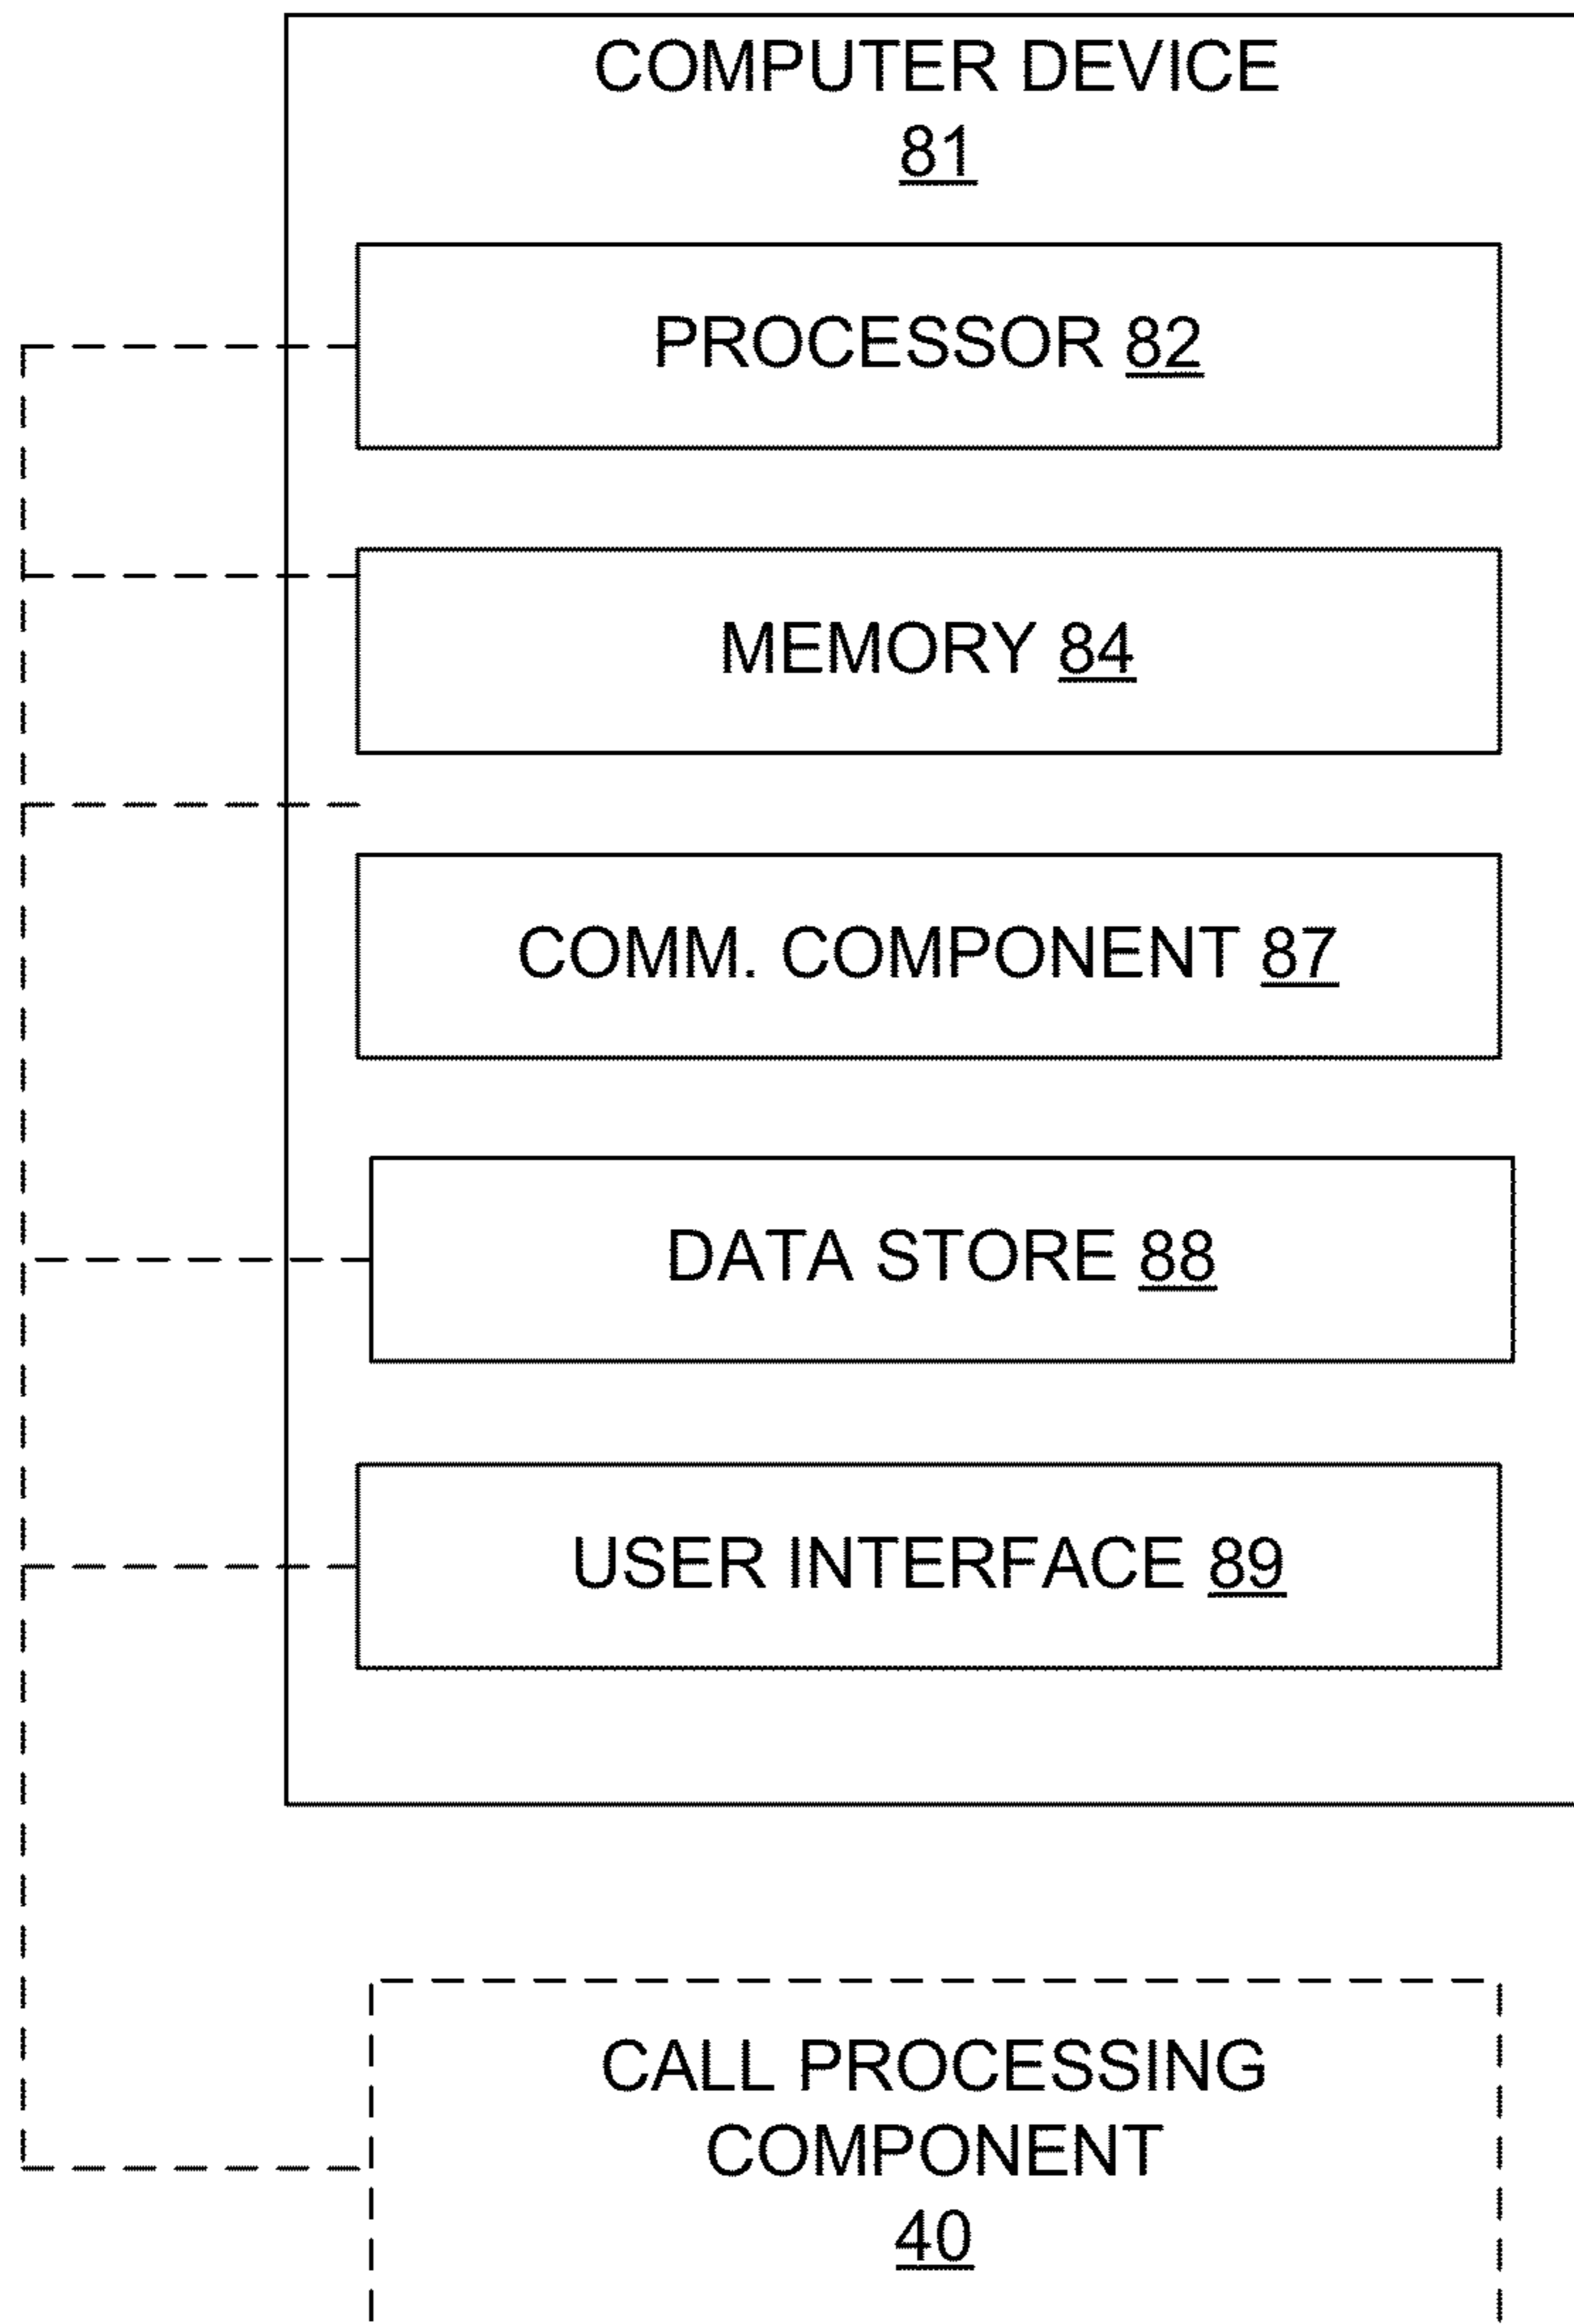 COMPUTER DEVICE
81
PROCESSOR 82
MEMORY 84
COMM. COMPONENT 87
DATA STORE 88
USER INTERFACE 89
CALL PROCESSING
COMPONENT
40